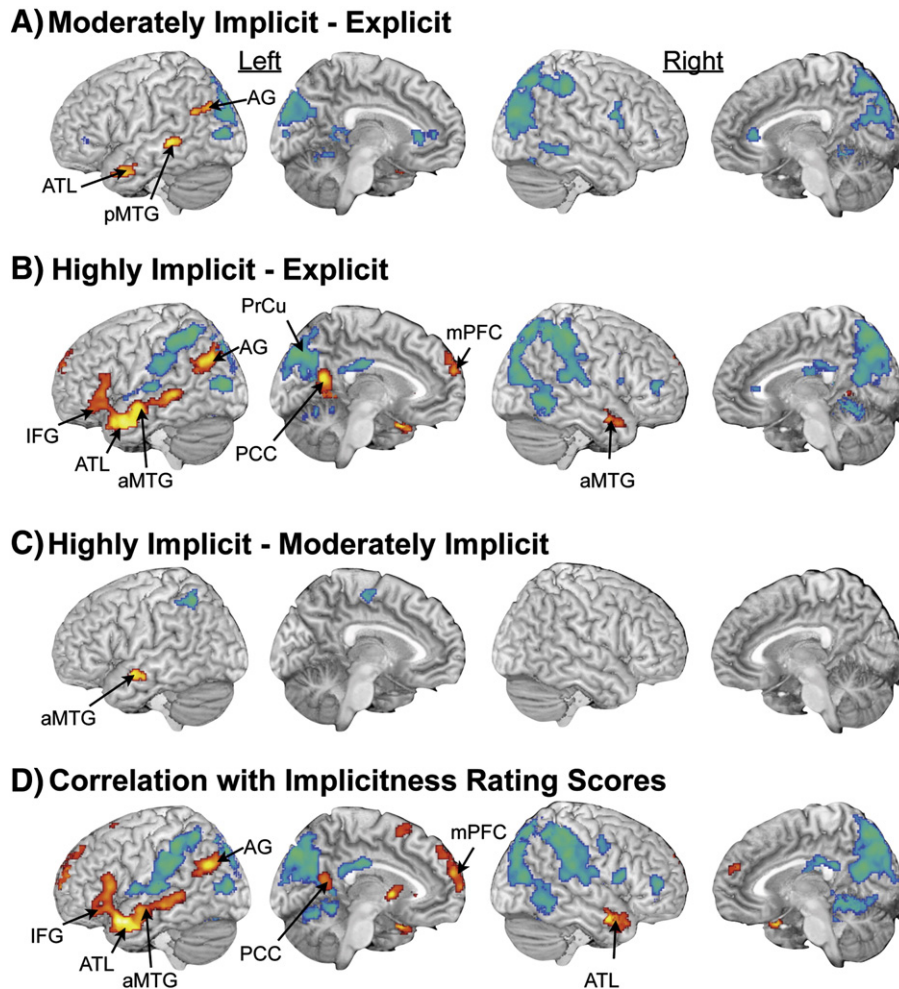 A) Moderately Implicit - Explicit
Left
Right
AG
ATL
pMTG
B) Highly Implicit - Explicit
PrCu
mPFC
AG
IFG
ATL
aMTG
PCC
aMTG
C) Highly Implicit - Moderately Implicit
aMTG
D) Correlation with Implicitness Rating Scores
mPFC
AG
IFG
ATL
aMTG
PCC
ATL